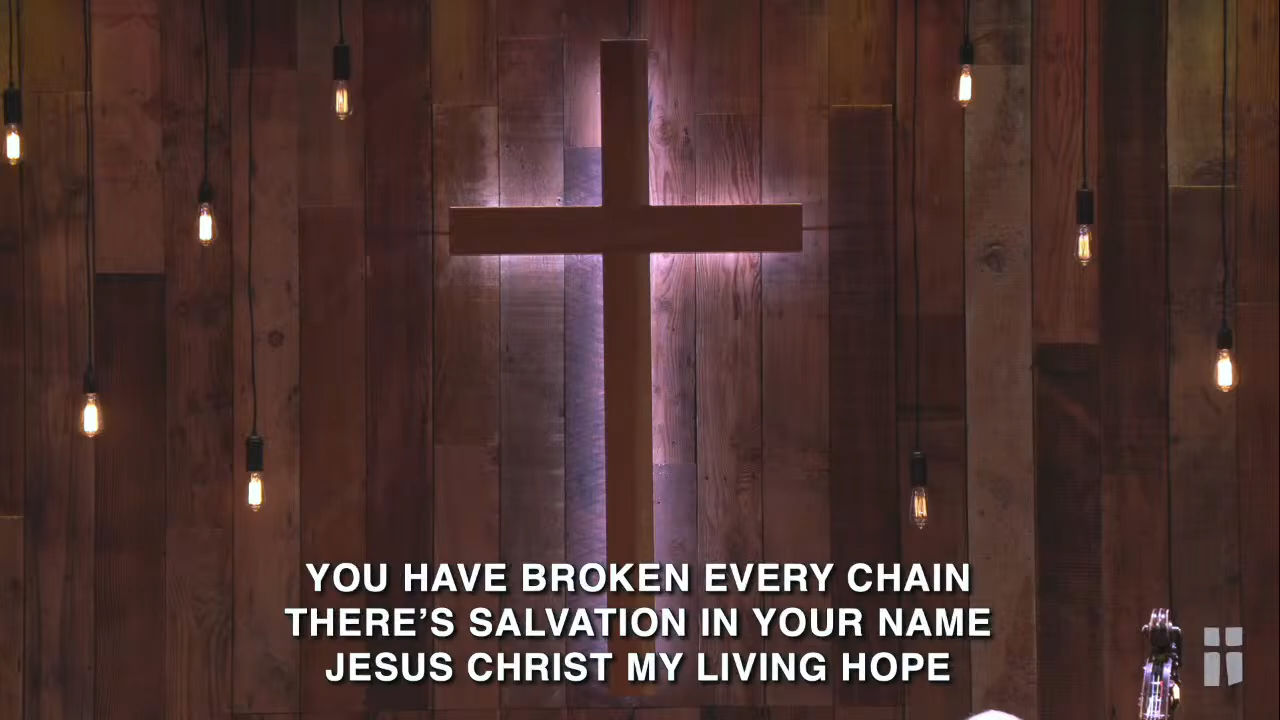 YOU HAVE BROKEN EVERY CHAIN
THERE’S SALVATION IN YOUR NAME
JESUS CHRIST MY LIVING HOPE